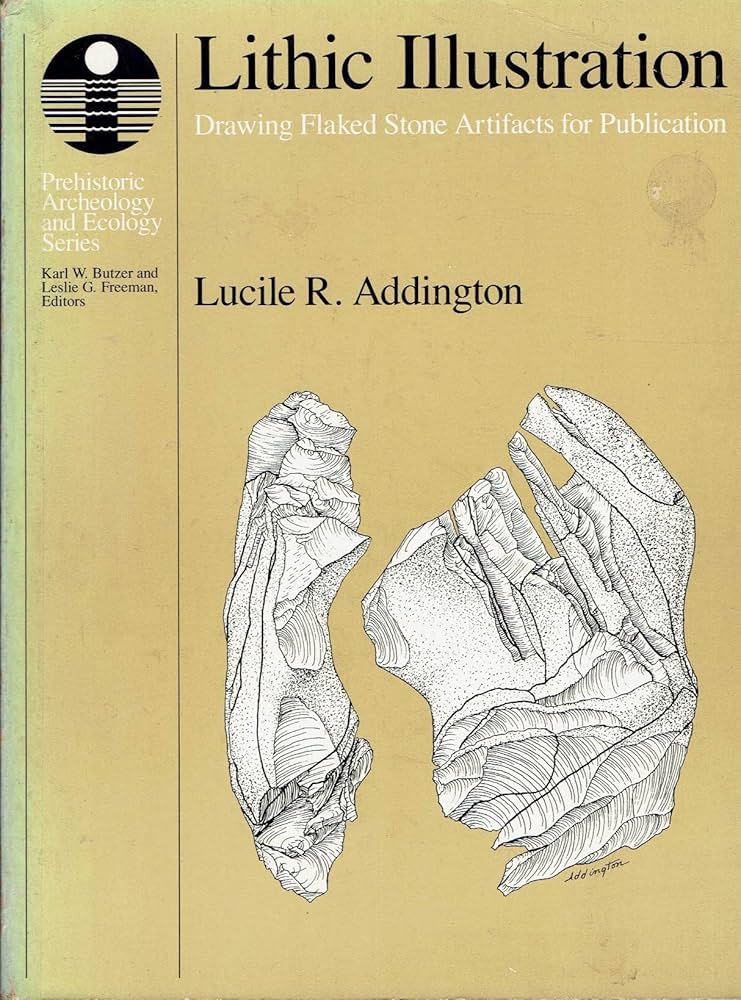 Lithic Illustration
Drawing Flaked Stone Artifacts for Publication
Prehistoric
Archeology
and Ecology
Series
Karl W. Butzer and
Leslie G. Freeman,
Editors
Lucile R. Addington
Addington